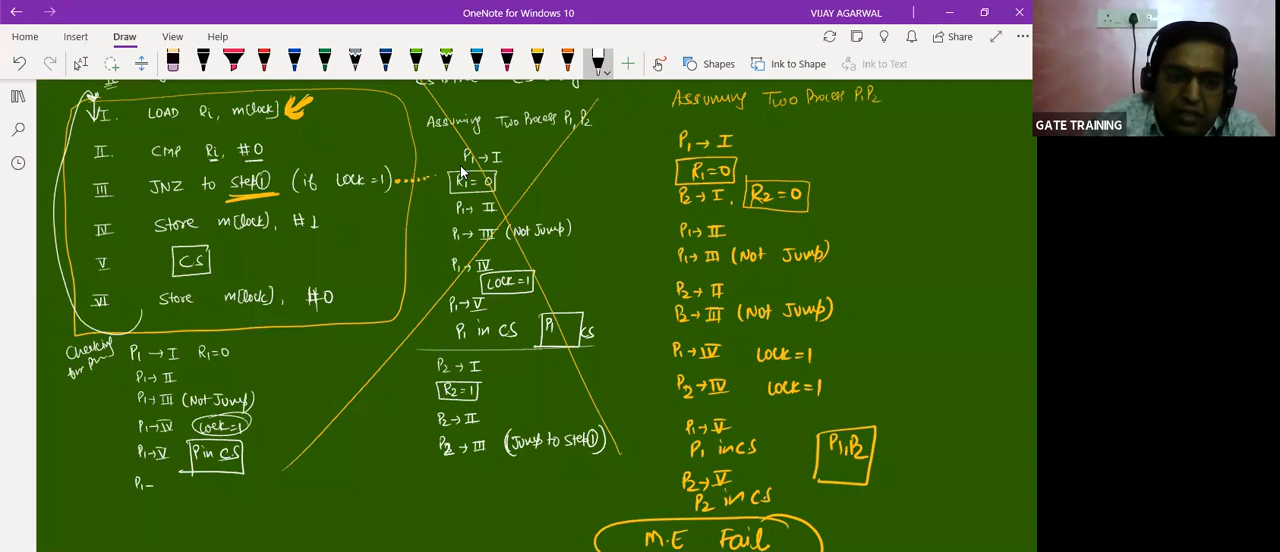 OneNote for Windows 10
VIJAY AGARWAL
Home
Insert
Draw
View
Help
Share
Shapes
Ink to Shape
Ink to Text
GATE TRAINING
I. LOAD Ri, m[lock]
II. CMP Ri, #0
III JNZ to Step① (if Lock=1)
IV Store m[lock], #1
V CS
VI Store m[lock], #0
Checking
P1 → I R1=0
P1 → II
P1 → III (Not Jump)
P1 → IV Lock=1
P1 → V P in CS
P1 –
Assuming Two Process P1, P2
P1 → I
R1 = 0
P1 → II
P1 → III (Not Jump)
P1 → IV
Lock=1
P1 → V
P1 in CS P1 CS
P2 → I
R2 = 1
P2 → II
P2 → III (Jump to Step①)
Assuming Two Process P1 P2
P1 → I
R1 = 0
P2 → I, R2 = 0
P1 → II
P1 → III (Not Jump)
P2 → II
P2 → III (Not Jump)
P1 → IV Lock=1
P2 → IV Lock=1
P1 → V
P1 in CS
P1, P2
P2 → V
P2 in CS
M.E Fail